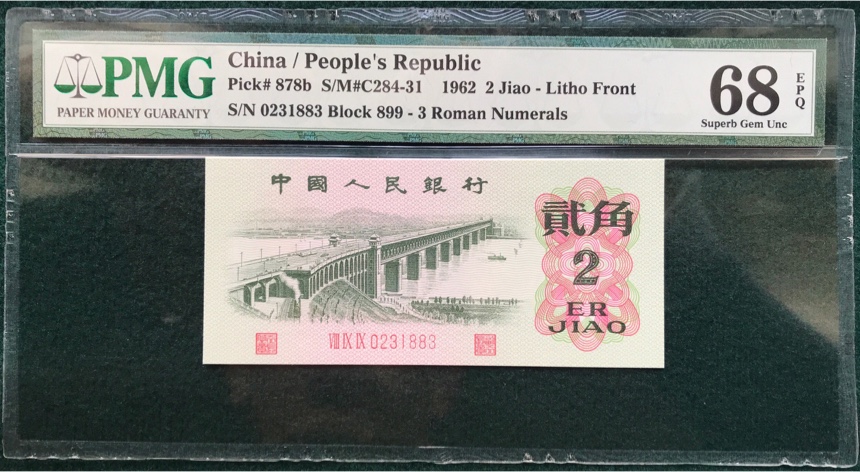 PMG
PAPER MONEY GUARANTY
China / People's Republic
Pick# 878b S/M#C284-31 1962 2 Jiao - Litho Front
S/N 0231883 Block 899 - 3 Roman Numerals
68
EPQ
Superb Gem Unc
中國人民銀行
貳角
2
ER
JIAO
VIII IX IX 0231883